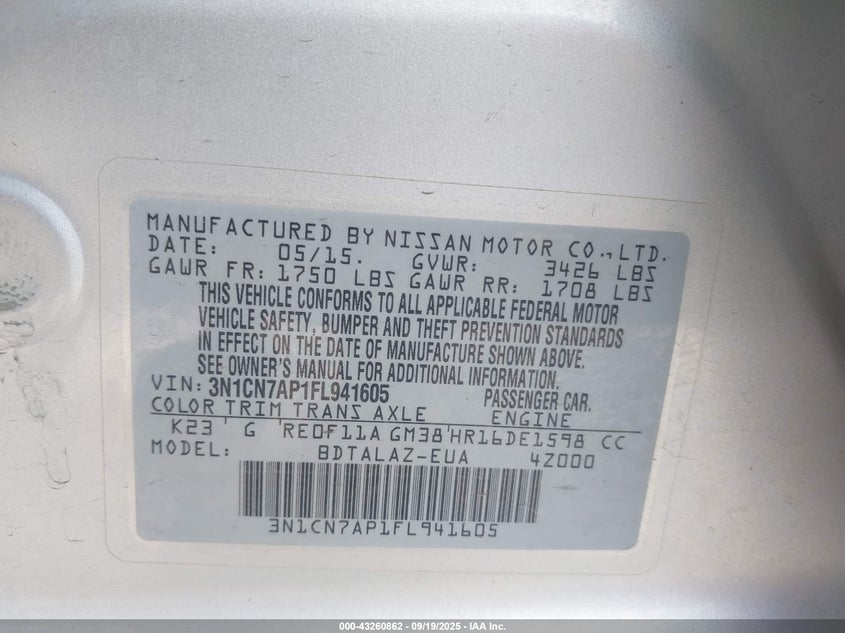 MANUFACTURED BY NISSAN MOTOR CO., LTD.
DATE: 05/15. GVWR: 3426 LBS
GAWR FR: 1750 LBS GAWR RR: 1708 LBS
THIS VEHICLE CONFORMS TO ALL APPLICABLE FEDERAL MOTOR
VEHICLE SAFETY, BUMPER AND THEFT PREVENTION STANDARDS
IN EFFECT ON THE DATE OF MANUFACTURE SHOWN ABOVE.
SEE OWNER'S MANUAL FOR ADDITIONAL INFORMATION.
VIN: 3N1CN7AP1FL941605 PASSENGER CAR.
COLOR TRIM TRANS AXLE ENGINE
K23 G RE0F11A GM38 HR16DE1598 CC
MODEL: BDTALAZ-EUA 4Z000
3N1CN7AP1FL941605
000-43260862 - 09/19/2025 - IAA Inc.